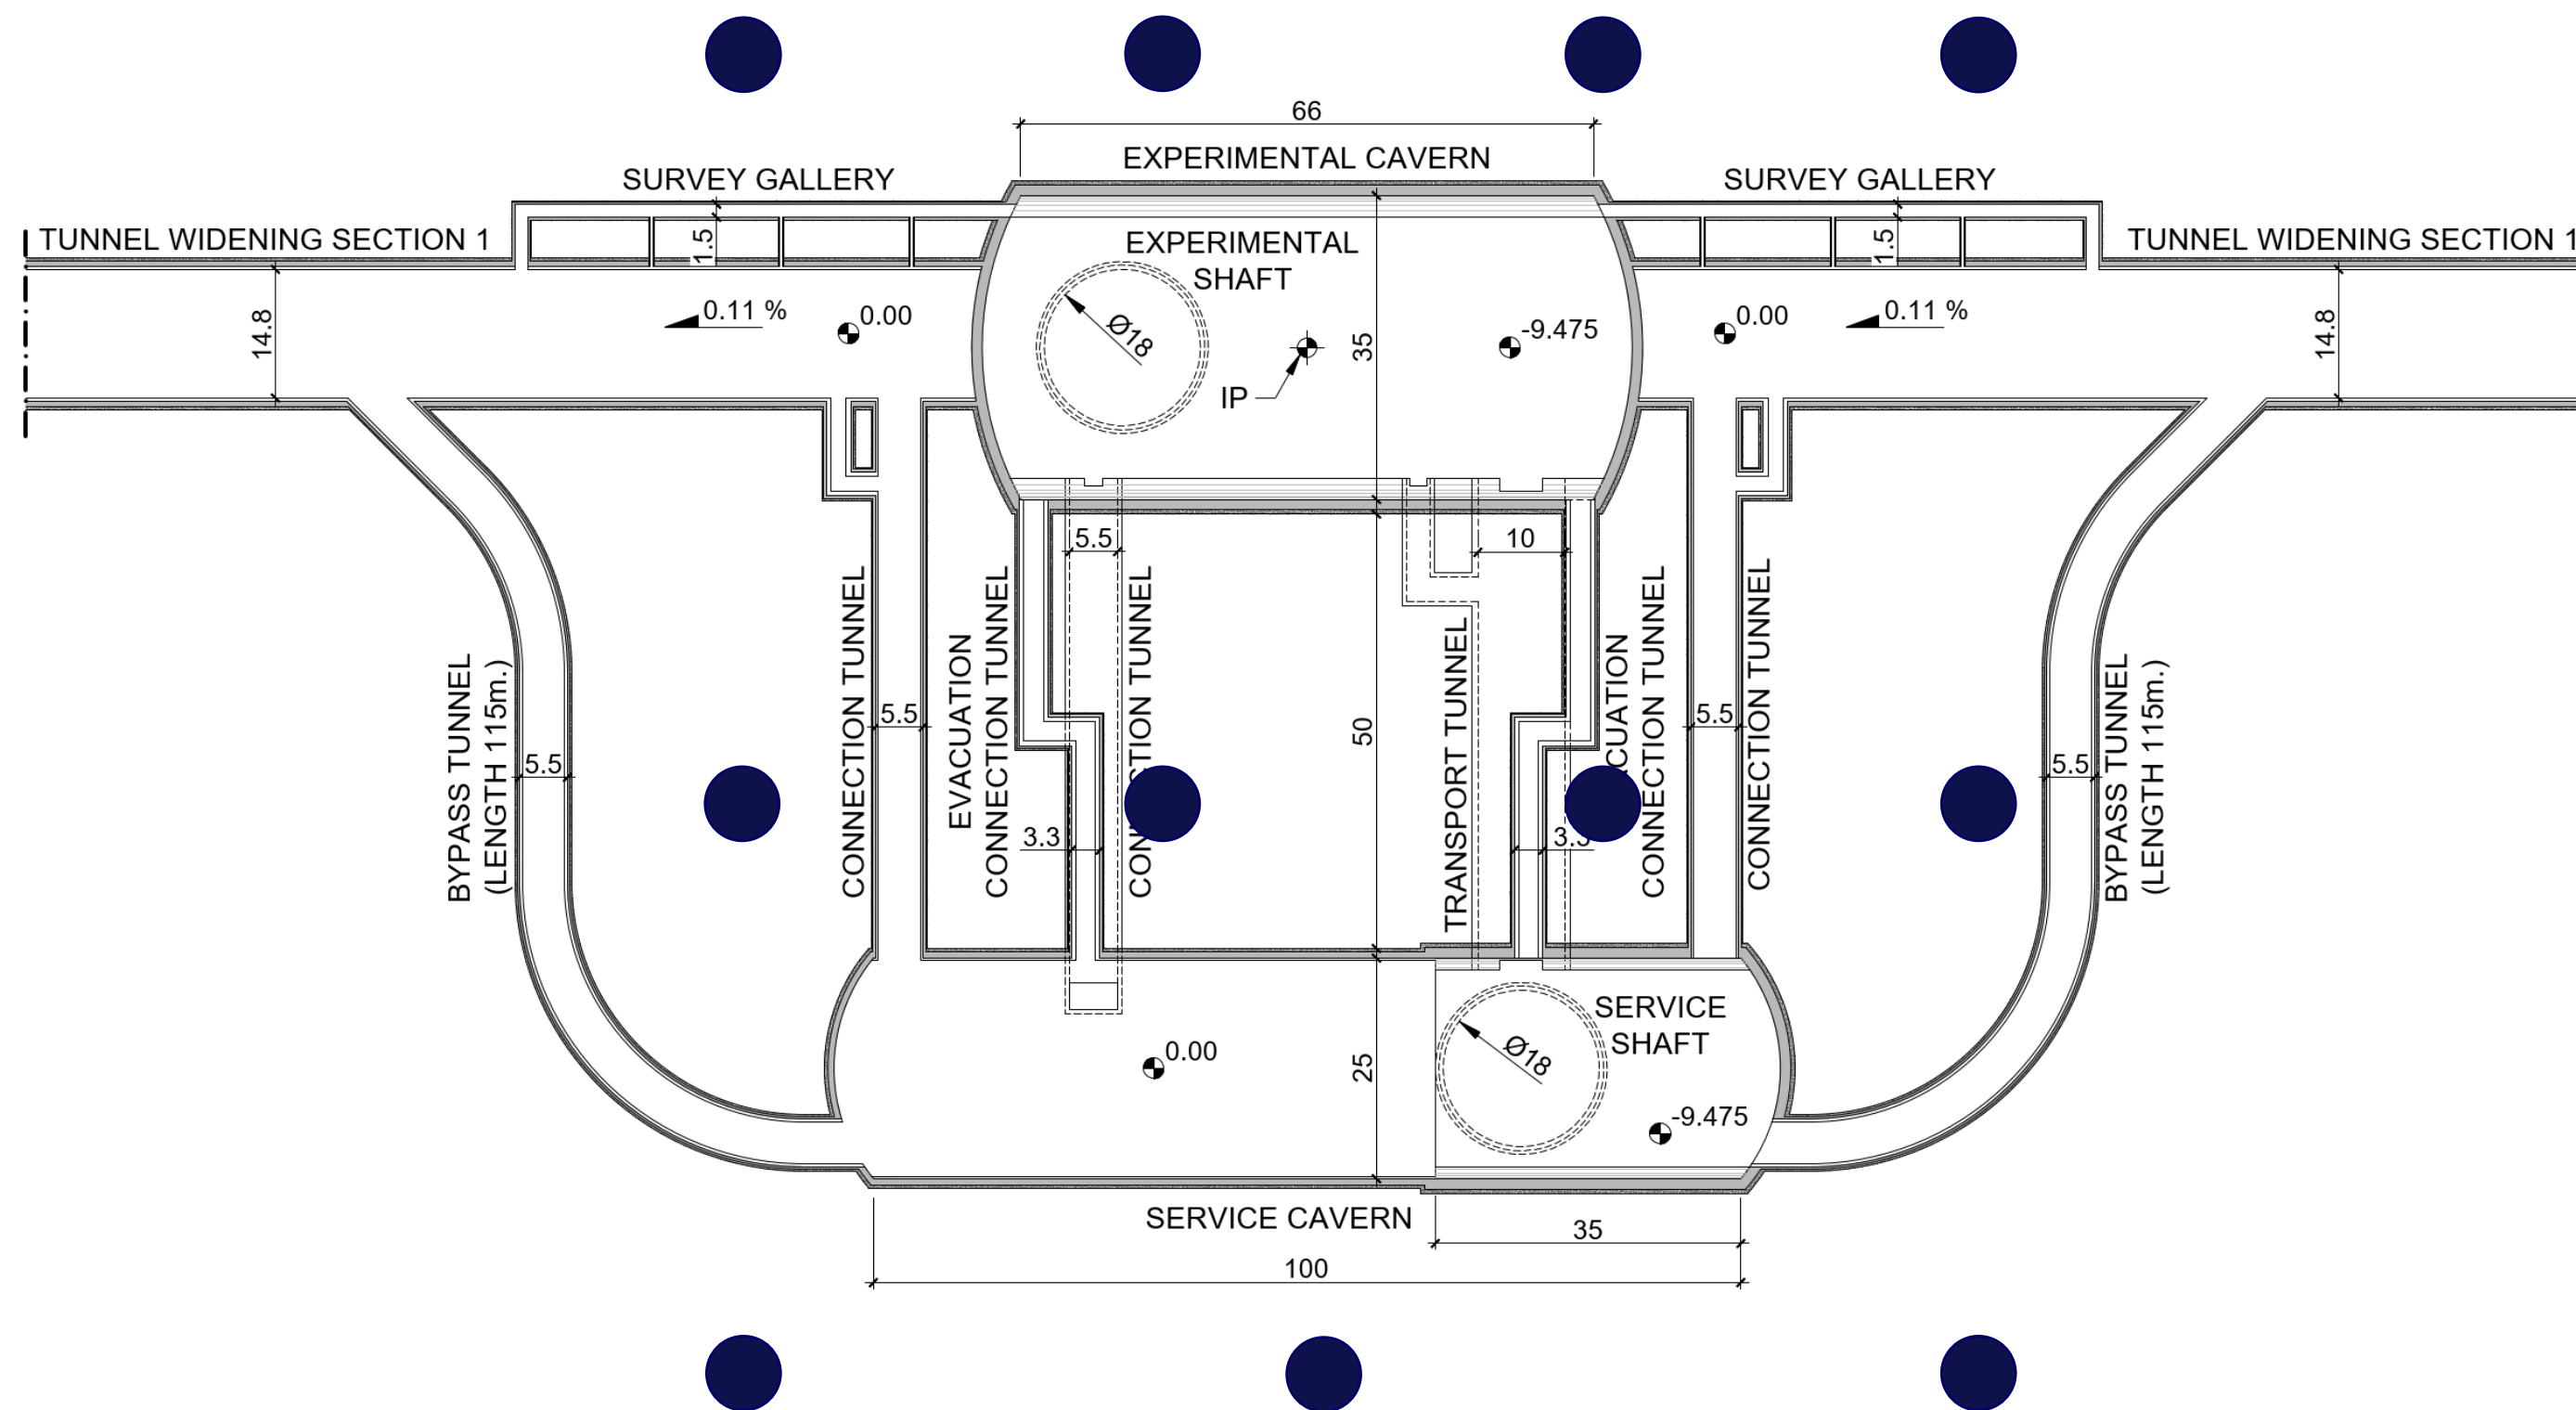 66
EXPERIMENTAL CAVERN
SURVEY GALLERY
SURVEY GALLERY
TUNNEL WIDENING SECTION 1
1.5
EXPERIMENTAL
SHAFT
1.5
TUNNEL WIDENING SECTION 1
14.8
0.11 %
0.00
Ø18
35
-9.475
0.00
0.11 %
14.8
IP
5.5
10
BYPASS TUNNEL
(LENGTH 115m.)
5.5
CONNECTION TUNNEL
5.5
EVACUATION
CONNECTION TUNNEL
3.3
50
TRANSPORT TUNNEL
CONNECTION TUNNEL
5.5
CONNECTION TUNNEL
5.5
BYPASS TUNNEL
(LENGTH 115m.)
0.00
25
Ø18
SERVICE
SHAFT
-9.475
SERVICE CAVERN
35
100